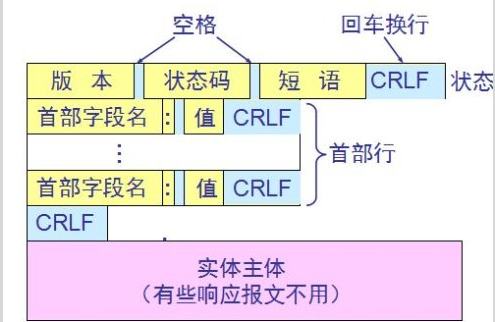 空格 回车换行
版 本 状态码 短 语 CRLF 状态
首部字段名 : 值 CRLF
⋮ 首部行
首部字段名 : 值 CRLF
CRLF
实体主体
（有些响应报文不用）